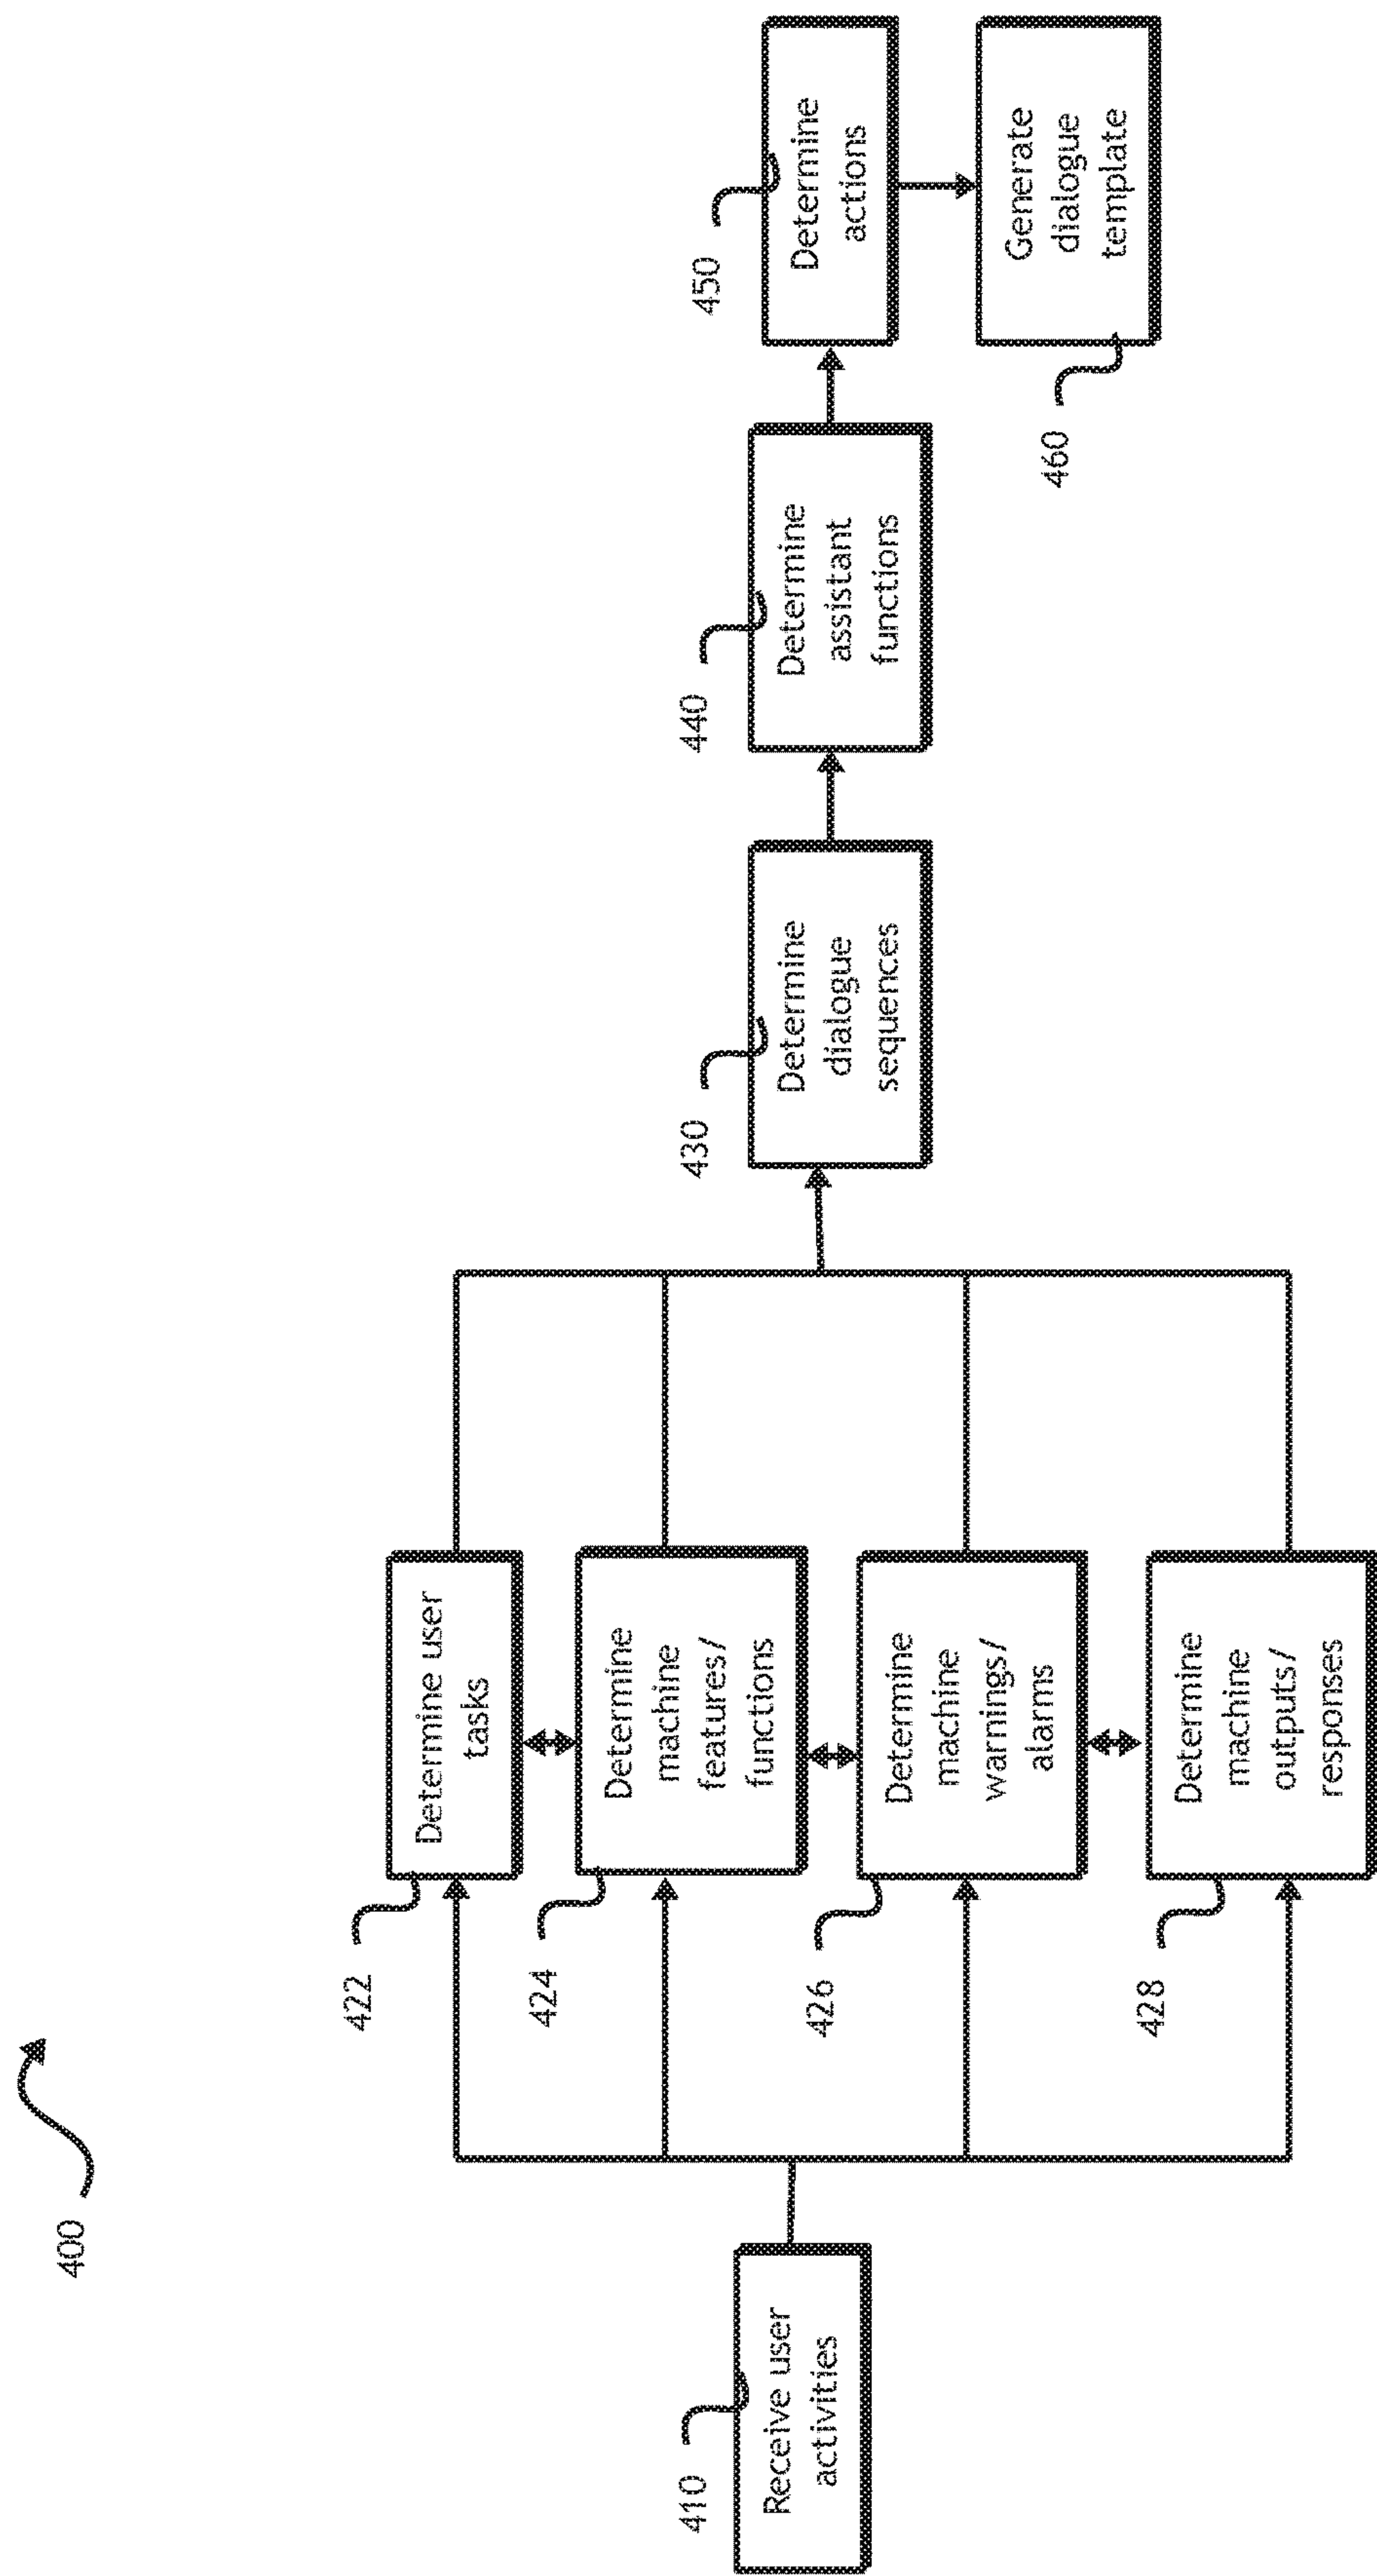 400
410
Receive user
activities
422
Determine user
tasks
424
Determine
machine
features/
functions
426
Determine
machine
warnings/
alarms
428
Determine
machine
outputs/
responses
430
Determine
dialogue
sequences
440
Determine
assistant
functions
450
Determine
actions
460
Generate
dialogue
template